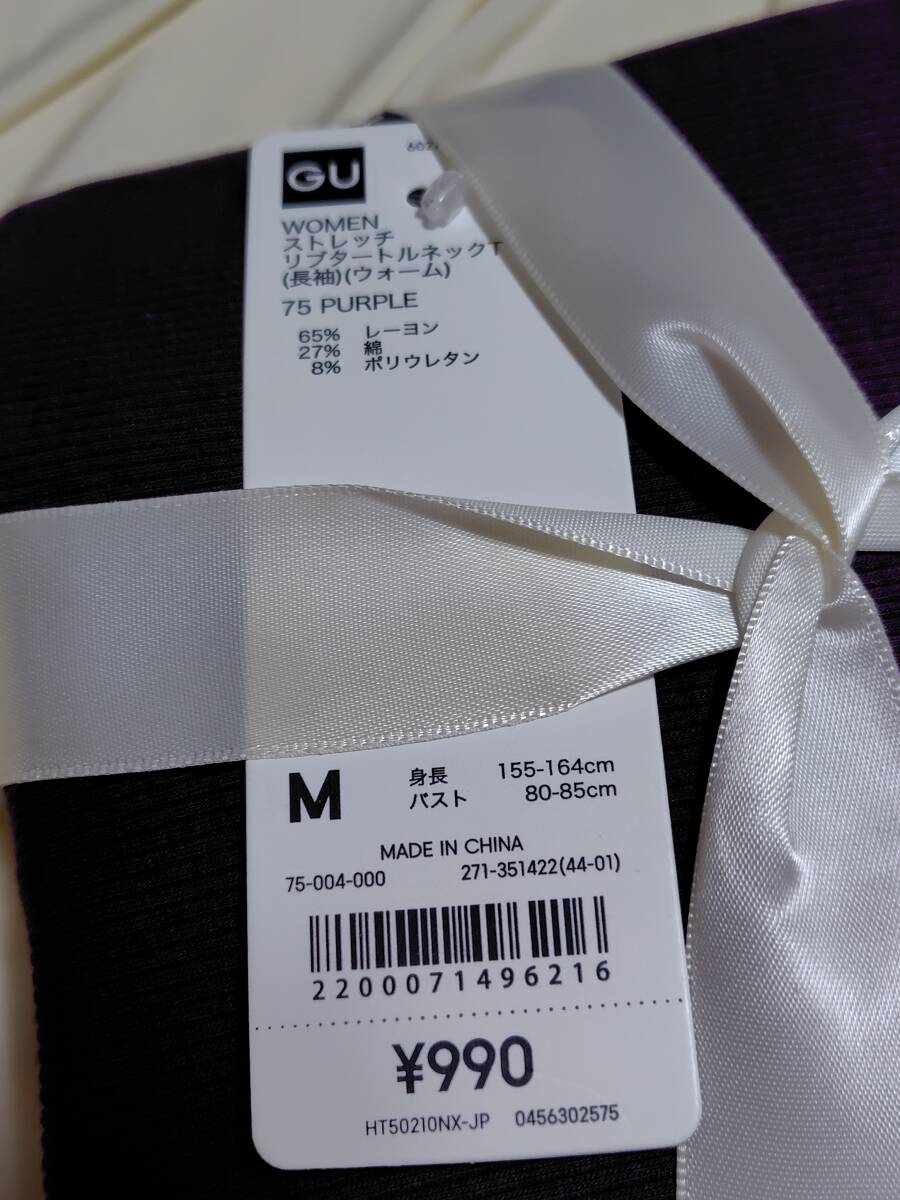 GU
WOMEN
ストレッチ
リブタートルネックT
(長袖)(ウォーム)
75 PURPLE
65% レーヨン
27% 綿
8% ポリウレタン
M 身長 155-164cm
バスト 80-85cm
MADE IN CHINA
75-004-000 271-351422(44-01)
2200071496216
¥990
HT50210NX-JP 0456302575